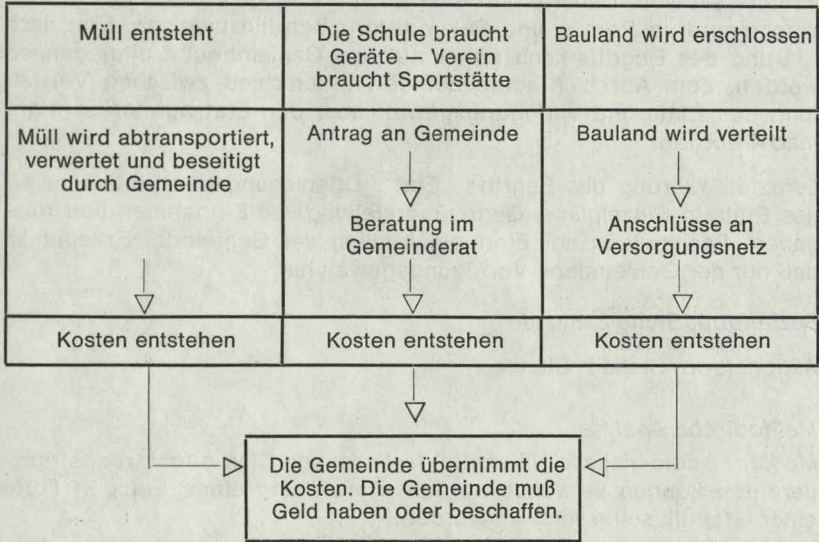 Müll entsteht
Die Schule braucht
Geräte — Verein
braucht Sportstätte
Bauland wird erschlossen
Müll wird abtransportiert,
verwertet und beseitigt
durch Gemeinde
Antrag an Gemeinde
Beratung im
Gemeinderat
Bauland wird verteilt
Anschlüsse an
Versorgungsnetz
Kosten entstehen
Kosten entstehen
Kosten entstehen
Die Gemeinde übernimmt die
Kosten. Die Gemeinde muß
Geld haben oder beschaffen.